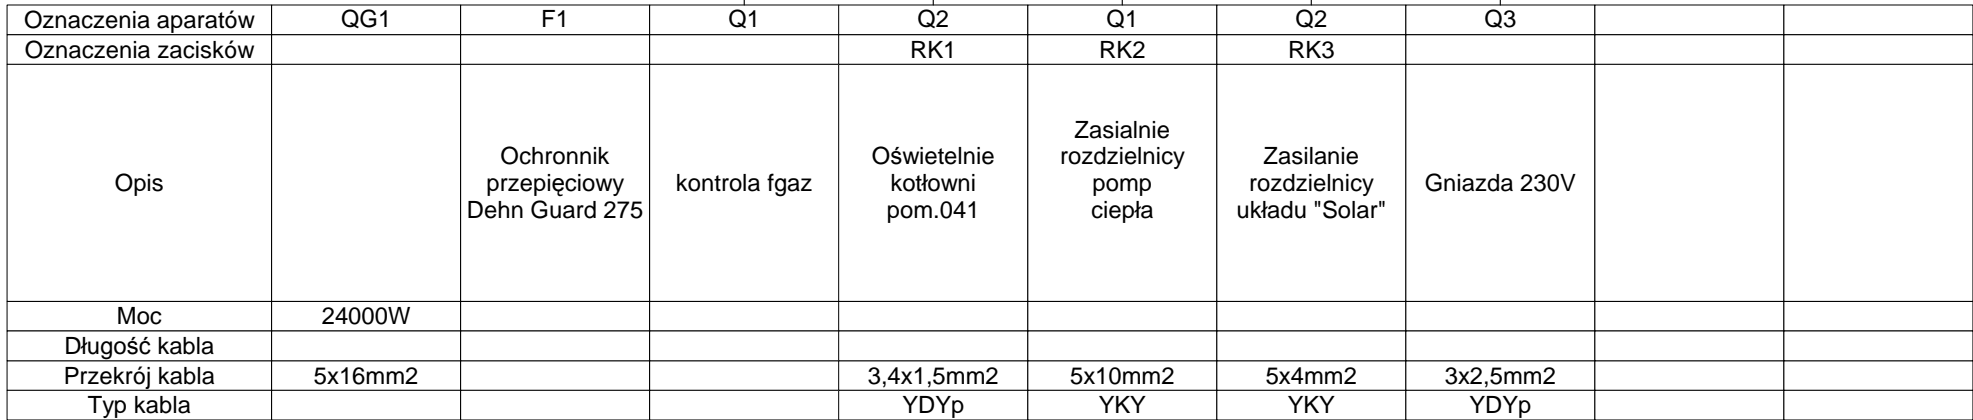 Oznaczenia aparatów QG1 F1 Q1 Q2 Q1 Q2 Q3
Oznaczenia zacisków RK1 RK2 RK3
Opis
Ochronnik
przepięciowy
Dehn Guard 275
kontrola fgaz
Oświetelnie
kotłowni
pom.041
Zasialnie
rozdzielnicy
pomp
ciepła
Zasilanie
rozdzielnicy
układu "Solar"
Gniazda 230V
Moc 24000W
Długość kabla
Przekrój kabla 5x16mm2 3,4x1,5mm2 5x10mm2 5x4mm2 3x2,5mm2
Typ kabla YDYp YKY YKY YDYp